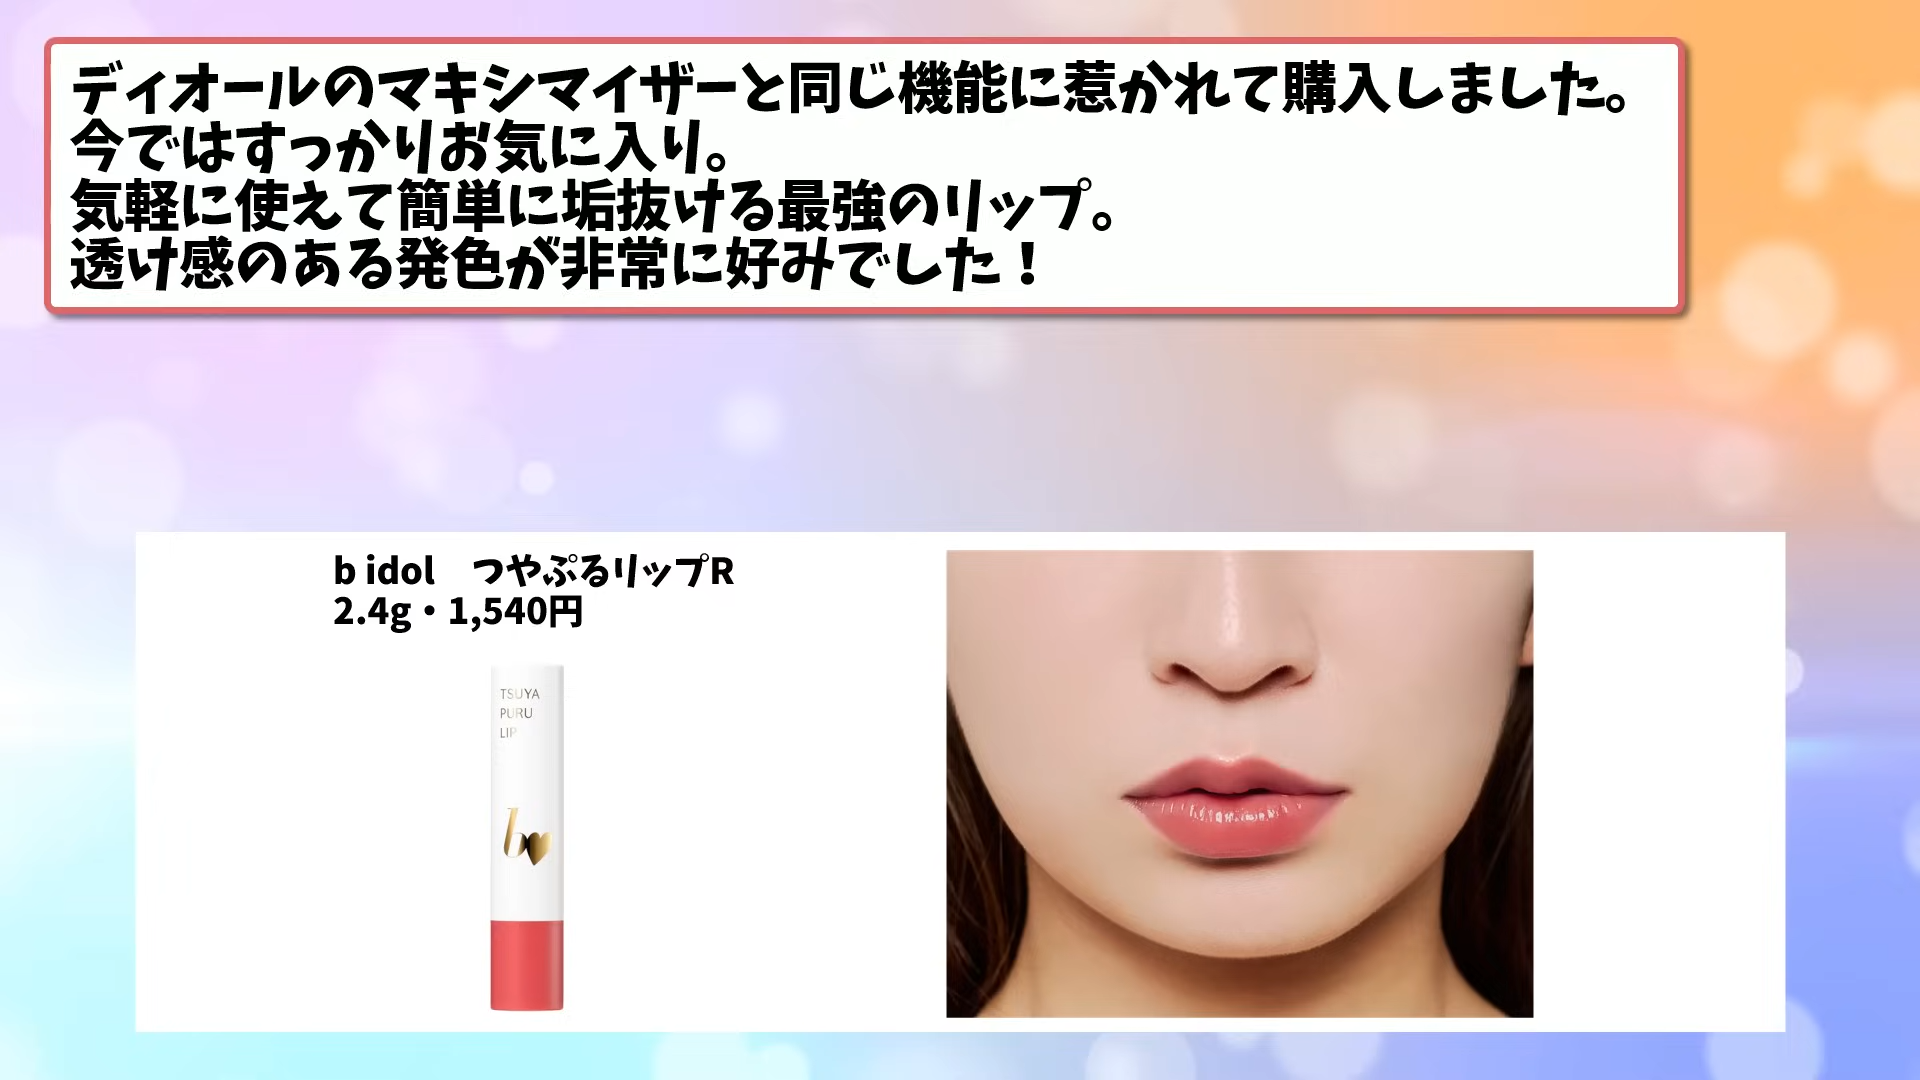 ディオールのマキシマイザーと同じ機能に惹かれて購入しました。
今ではすっかりお気に入り。
気軽に使えて簡単に垢抜ける最強のリップ。
透け感のある発色が非常に好みでした！
b idol　つやぷるリップR
2.4g・1,540円
TSUYA
PURU
LIP
b